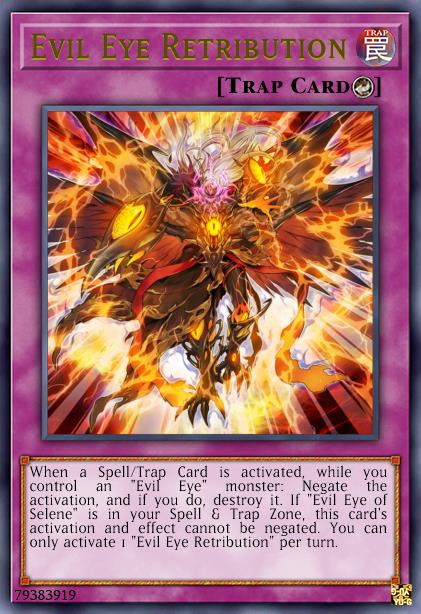 EVIL EYE RETRIBUTION
TRAP
罠
[TRAP CARD]
When a Spell/Trap Card is activated, while you
control an "Evil Eye" monster: Negate the
activation, and if you do, destroy it. If "Evil Eye of
Selene" is in your Spell & Trap Zone, this card's
activation and effect cannot be negated. You can
only activate 1 "Evil Eye Retribution" per turn.
79383919